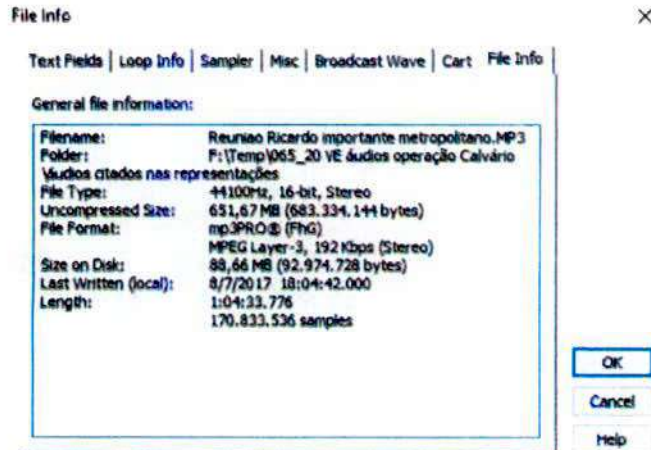 File Info
Text Fields | Loop Info | Sampler | Misc | Broadcast Wave | Cart File Info
General file information:
Filename: Reuniao Ricardo importante metropolitano.MP3
Folder: F:\Temp\065_20 VE áudios operação Calvário
\áudios citados nas representações
File Type: 44100Hz, 16-bit, Stereo
Uncompressed Size: 651,67 MB (683.334.144 bytes)
File Format: mp3PRO® (FhG)
MPEG Layer-3, 192 Kbps (Stereo)
Size on Disk: 88,66 MB (92.974.728 bytes)
Last Written (local): 8/7/2017 18:04:42.000
Length: 1:04:33.776
170.833.536 samples
OK
Cancel
Help